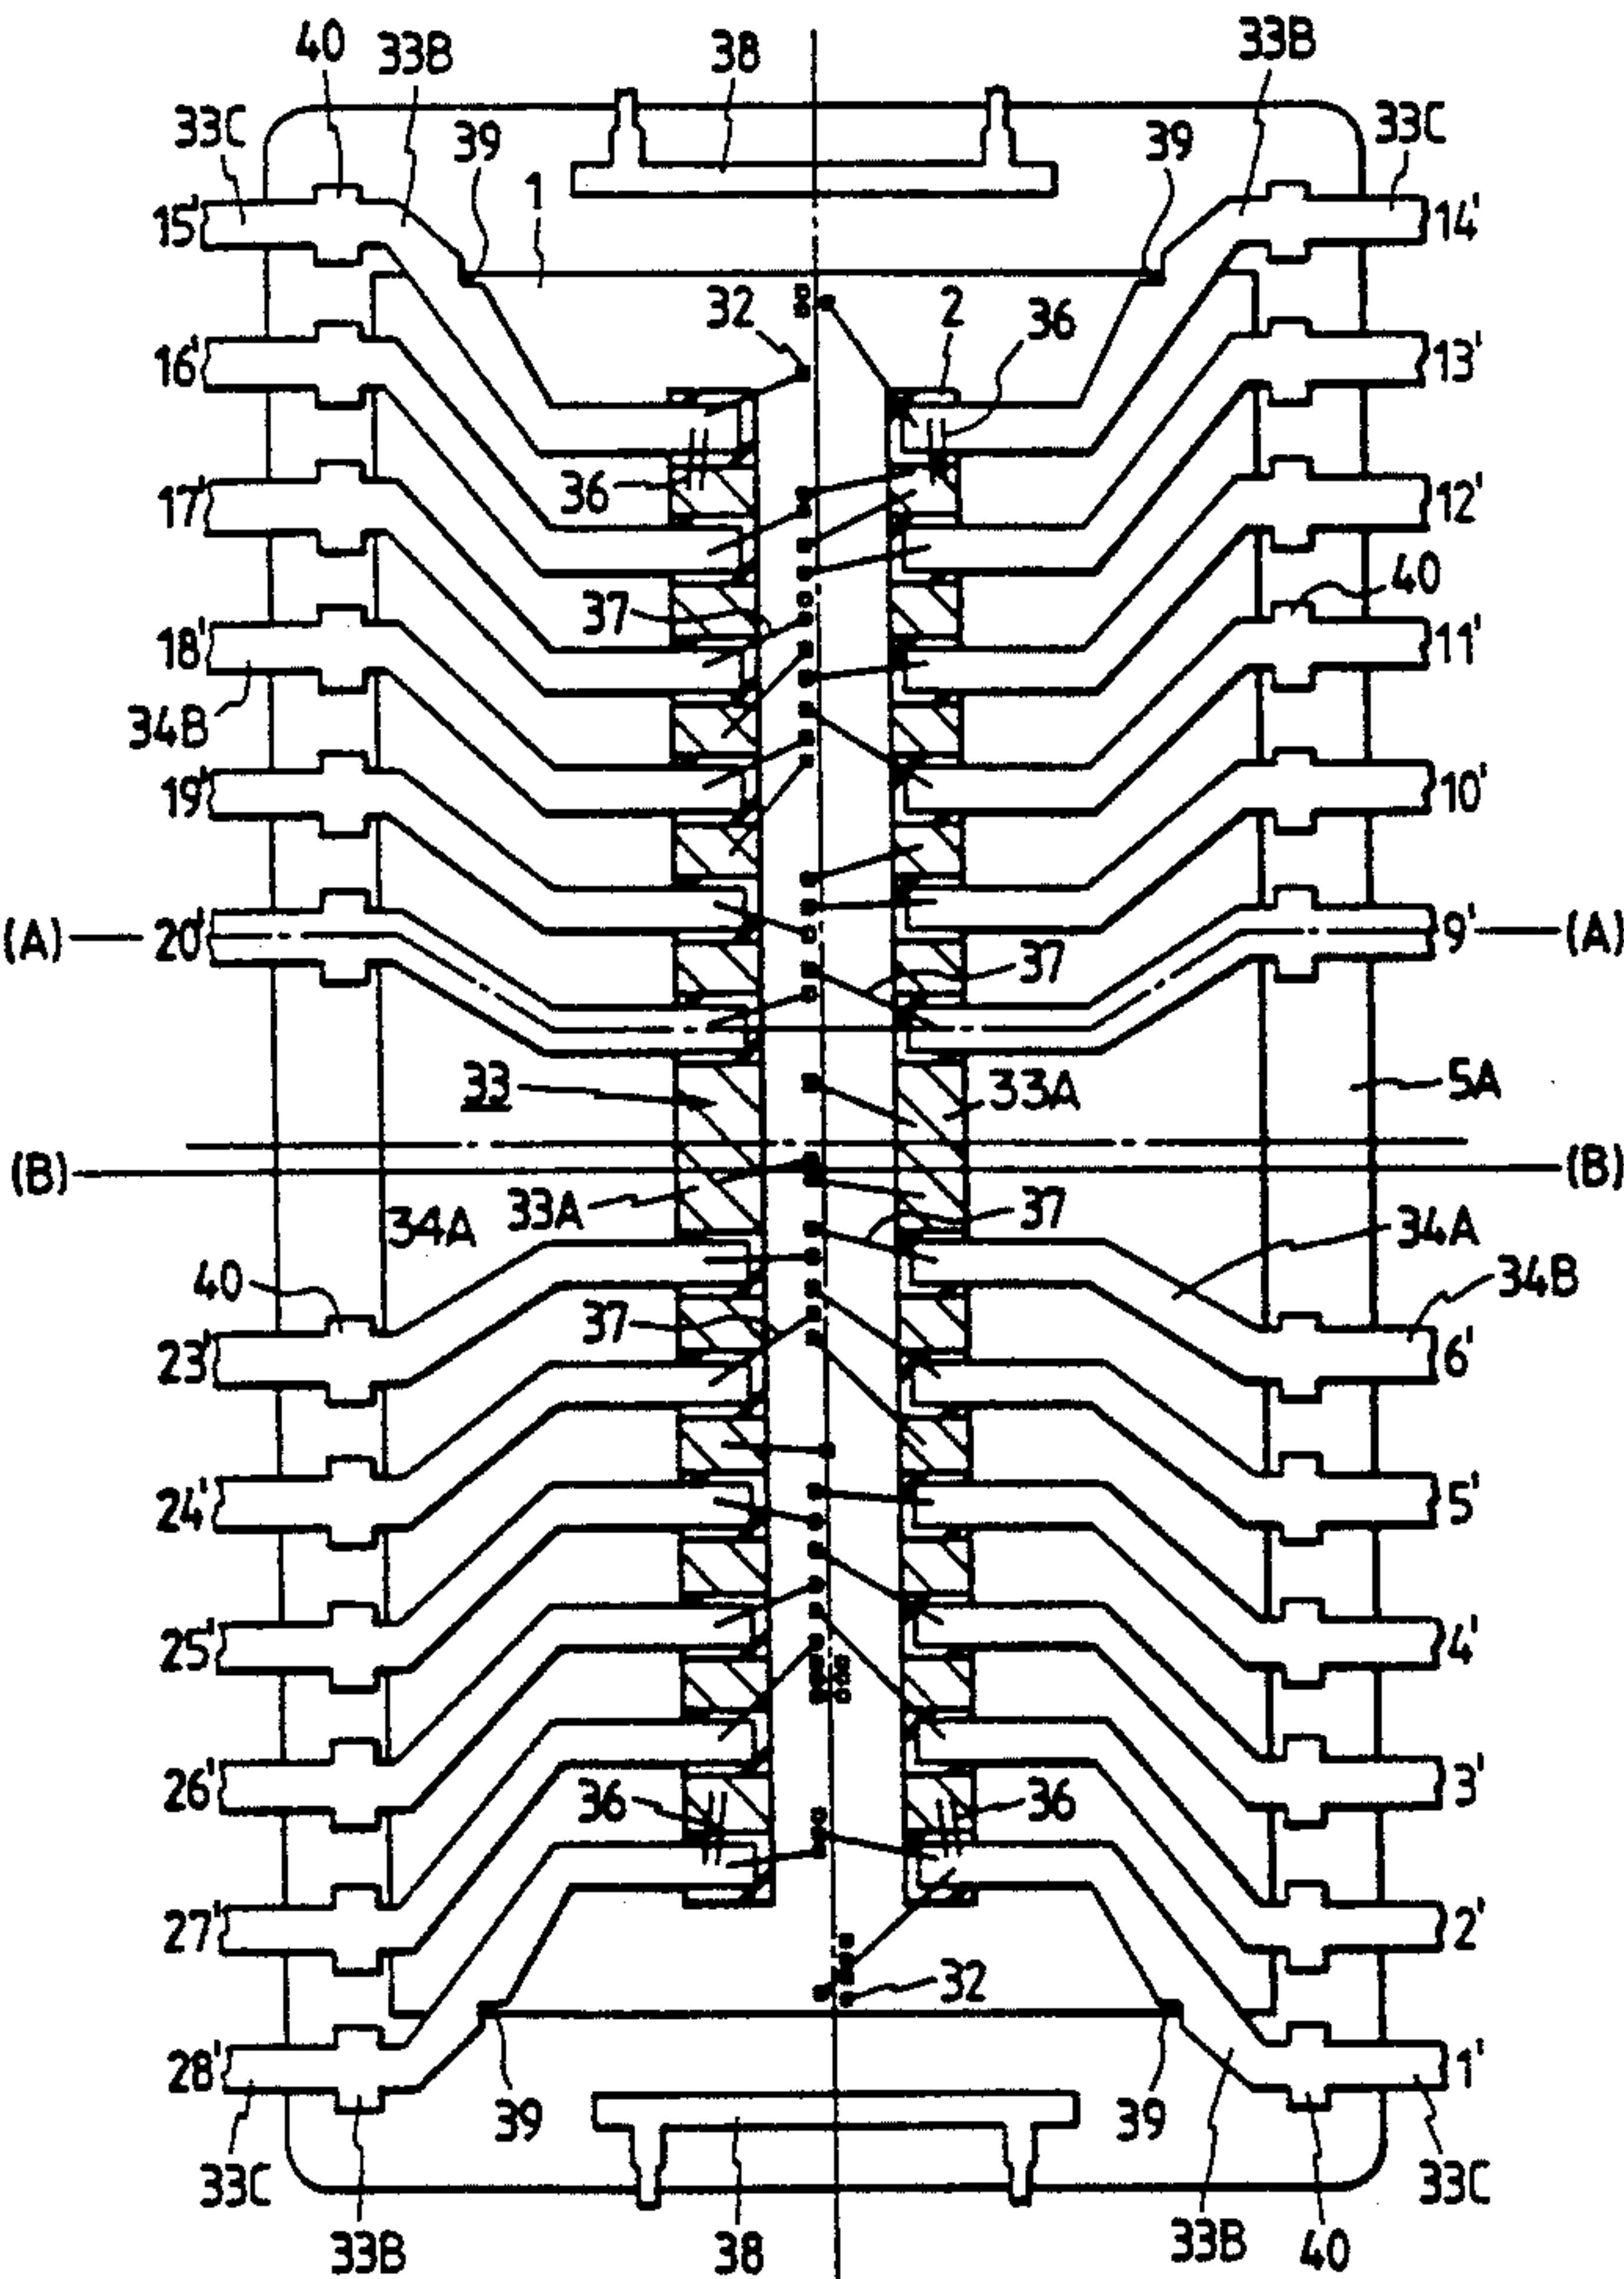 40 33B 38 33B
33C 39 39 33C
15' 1 14'
32 2 36
16' 13'
36
17' 12'
37 40
18' 11'
34B
19' 10'
(A) 20' 9' (A)
37
33 33A 5A
(B) (B)
33A 37
34A 34A
40 34B
37
23' 6'
24' 5'
25' 4'
26' 3'
36 36
27' 2'
32
28' 1'
39 39
33C 33C
33B 38 33B 40